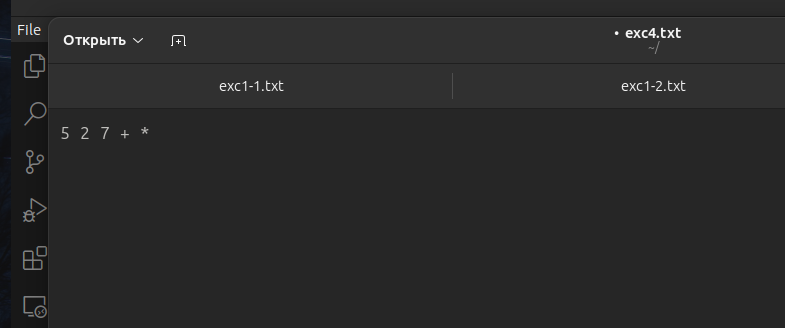 File
Открыть
• exc4.txt
~/
exc1-1.txt
exc1-2.txt
5 2 7 + *